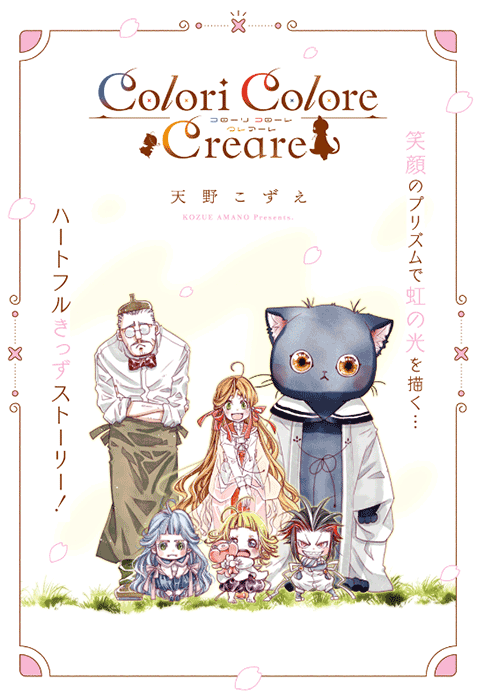 Colori Colore
コローリ コローレ
クレアーレ
Creare
天野こずえ
KOZUE AMANO Presents.
笑顔のプリズムで虹の光を描く…
ハートフルきっずストーリー！